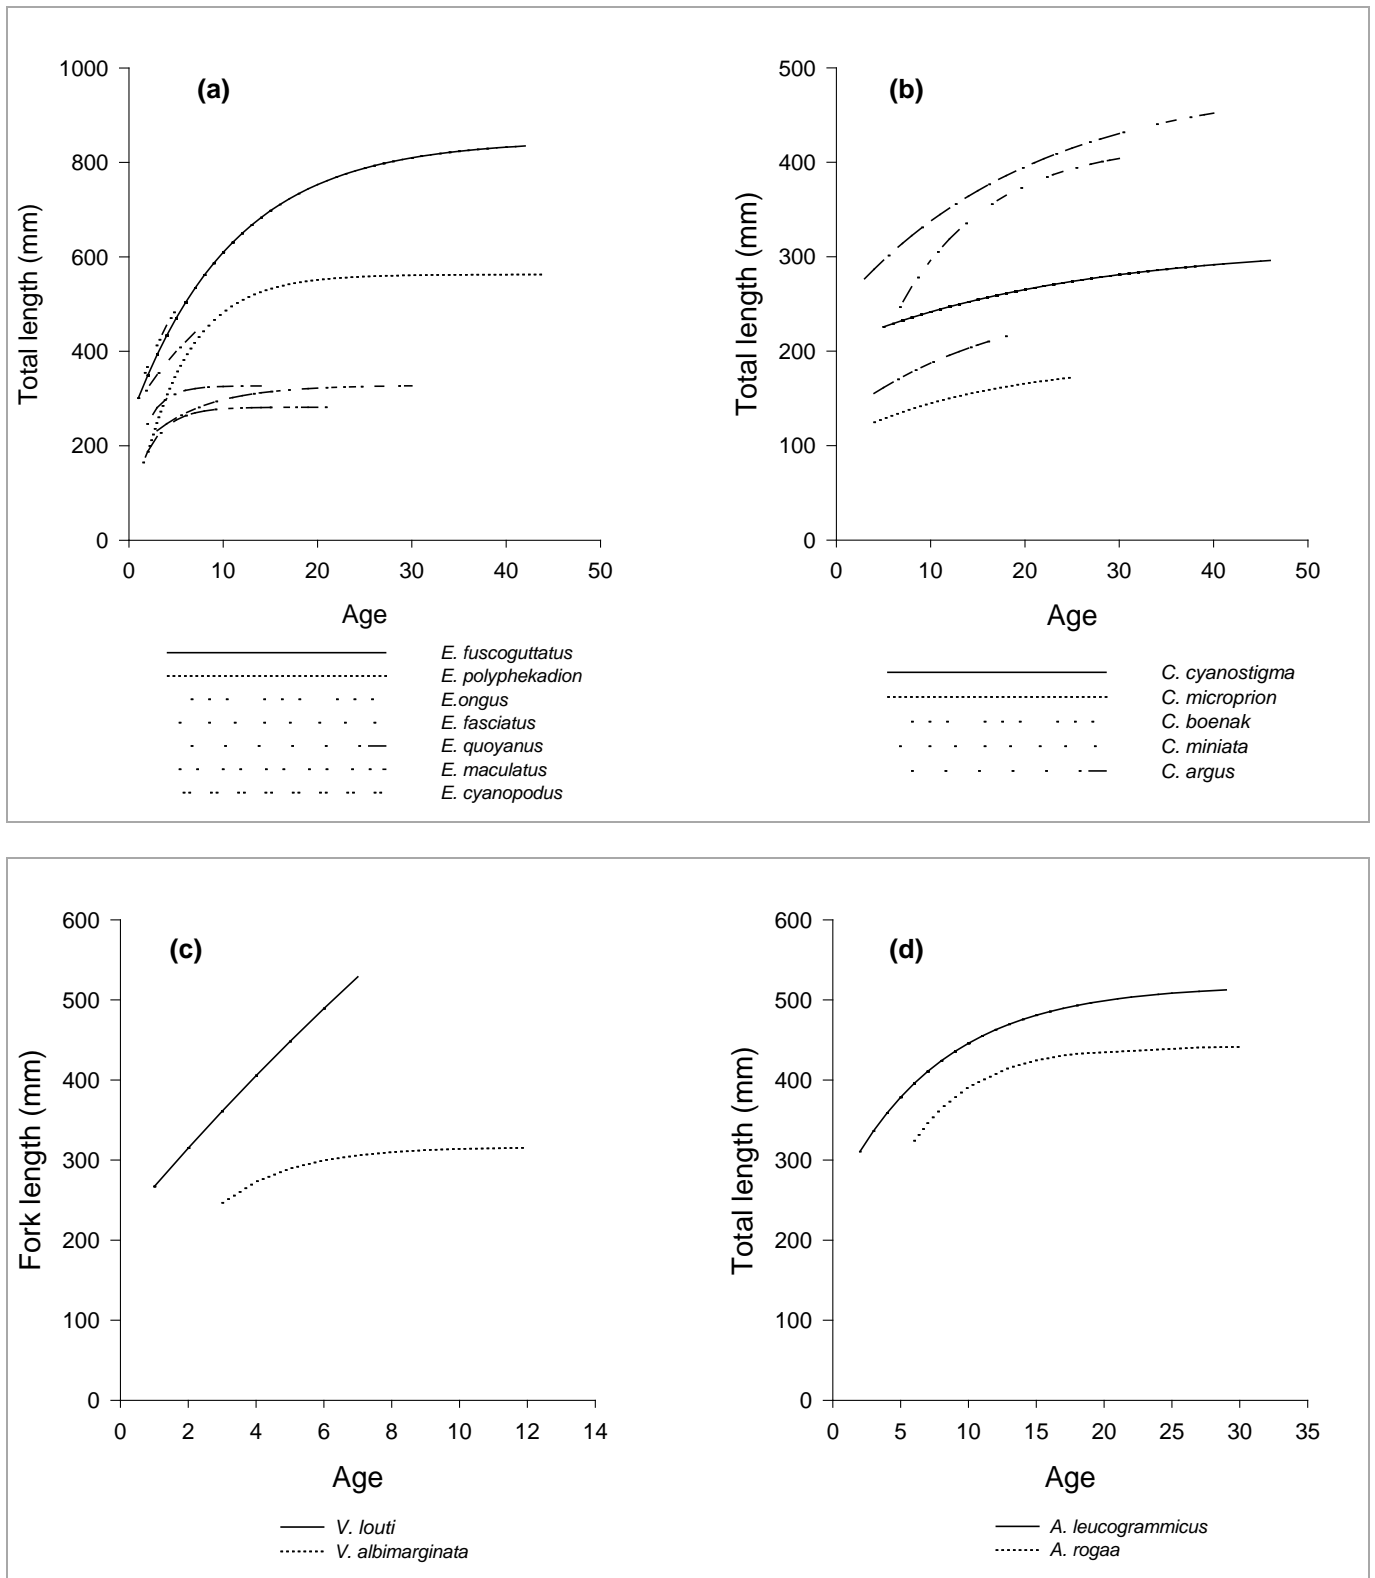 (a)
1000
800
600
400
200
0
Total length (mm)
0 10 20 30 40 50
Age
E. fuscoguttatus
E. polyphekadion
E.ongus
E. fasciatus
E. quoyanus
E. maculatus
E. cyanopodus
(b)
500
400
300
200
100
0
Total length (mm)
0 10 20 30 40 50
Age
C. cyanostigma
C. microprion
C. boenak
C. miniata
C. argus
(c)
600
500
400
300
200
100
0
Fork length (mm)
0 2 4 6 8 10 12 14
Age
V. louti
V. albimarginata
(d)
600
500
400
300
200
100
0
Total length (mm)
0 5 10 15 20 25 30 35
Age
A. leucogrammicus
A. rogaa